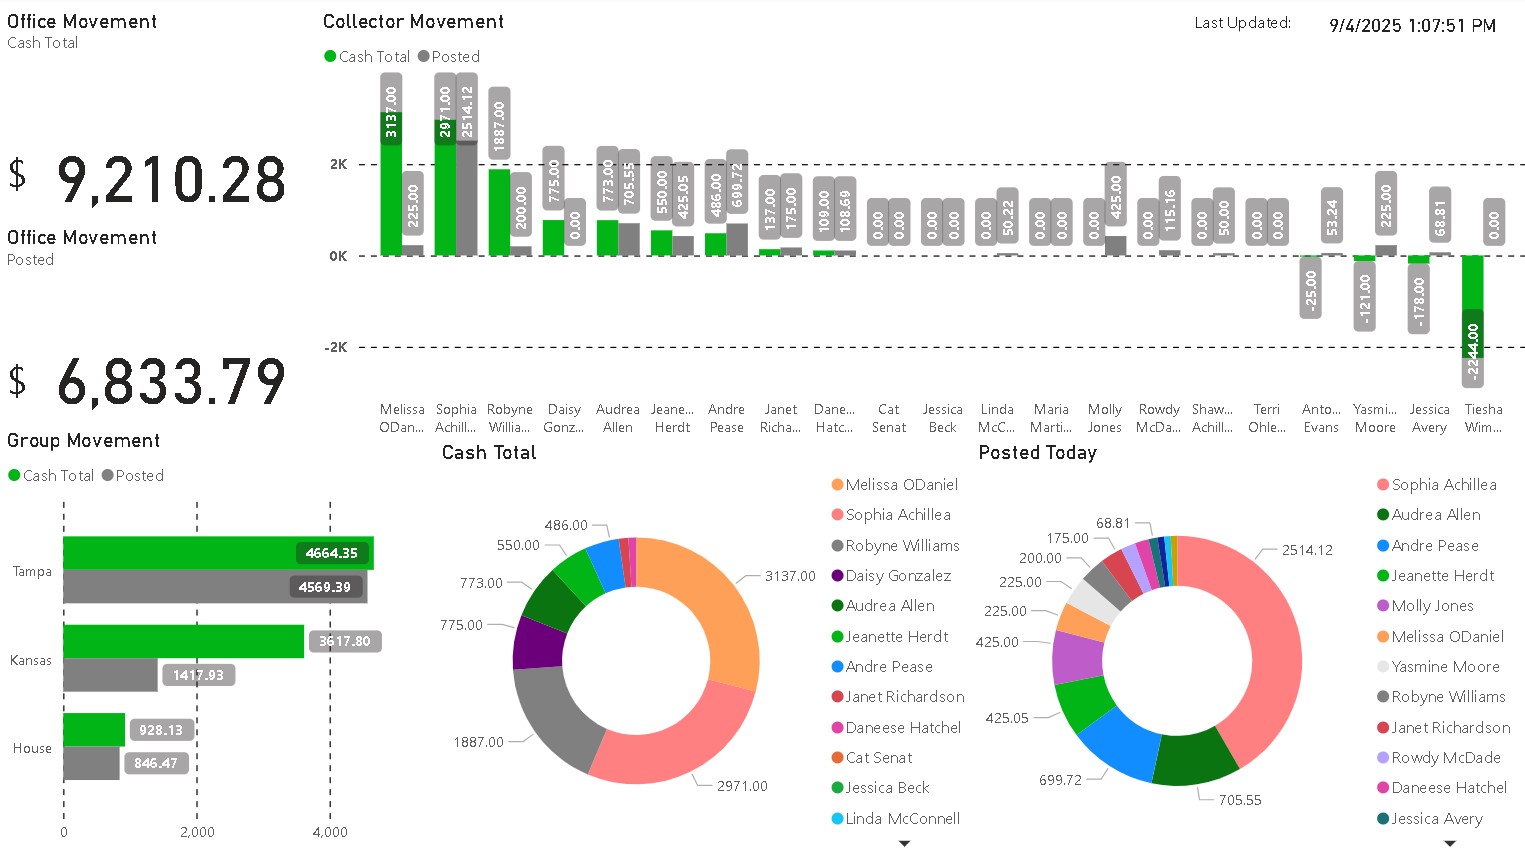 Office Movement
Cash Total
$ 9,210.28
Office Movement
Posted
$ 6,833.79
Collector Movement
Last Updated: 9/4/2025 1:07:51 PM
Cash Total Posted
3137.00 225.00 2971.00 2514.12 1887.00 200.00 775.00 0.00 773.00 705.55 550.00 425.05 486.00 699.72 137.00 175.00 109.00 108.69 0.00 0.00 0.00 0.00 0.00 50.22 0.00 0.00 0.00 425.00 0.00 115.16 0.00 50.00 0.00 0.00 -25.00 53.24 -121.00 225.00 -178.00 68.81 -2244.00 0.00
2K
0K
-2K
Melissa ODan...
Sophia Achill...
Robyne Willia...
Daisy Gonz...
Audrea Allen
Jeane... Herdt
Andre Pease
Janet Richa...
Dane... Hatc...
Cat Senat
Jessica Beck
Linda McC...
Maria Marti...
Molly Jones
Rowdy McDa...
Shaw... Achill...
Terri Ohle...
Anto... Evans
Yasmi... Moore
Jessica Avery
Tiesha Wim...
Group Movement
Cash Total Posted
Tampa
4664.35
4569.39
Kansas
3617.80
1417.93
House
928.13
846.47
0 2,000 4,000
Cash Total
486.00
550.00
773.00
775.00
1887.00
3137.00
2971.00
Melissa ODaniel
Sophia Achillea
Robyne Williams
Daisy Gonzalez
Audrea Allen
Jeanette Herdt
Andre Pease
Janet Richardson
Daneese Hatchel
Cat Senat
Jessica Beck
Linda McConnell
Posted Today
68.81
175.00
200.00
225.00
225.00
425.00
425.05
699.72
705.55
2514.12
Sophia Achillea
Audrea Allen
Andre Pease
Jeanette Herdt
Molly Jones
Melissa ODaniel
Yasmine Moore
Robyne Williams
Janet Richardson
Rowdy McDade
Daneese Hatchel
Jessica Avery